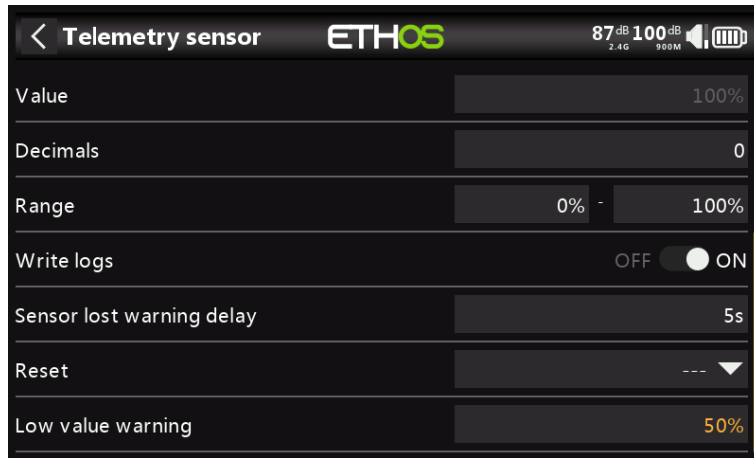 Telemetry sensor ETHOS 87dB 2.4G 100dB 900M
Value 100%
Decimals 0
Range 0% - 100%
Write logs OFF ON
Sensor lost warning delay 5s
Reset ---
Low value warning 50%